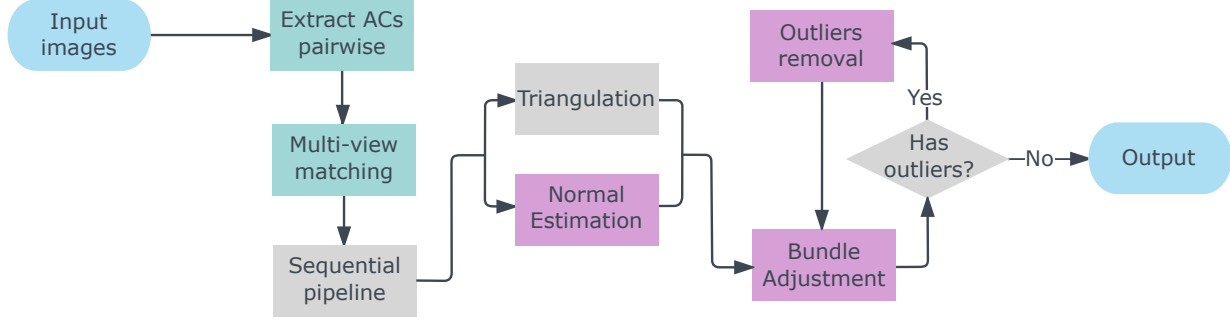 Input
images
Extract ACs
pairwise
Multi-view
matching
Sequential
pipeline
Triangulation
Normal
Estimation
Outliers
removal
Bundle
Adjustment
Has
outliers?
Yes
No
Output